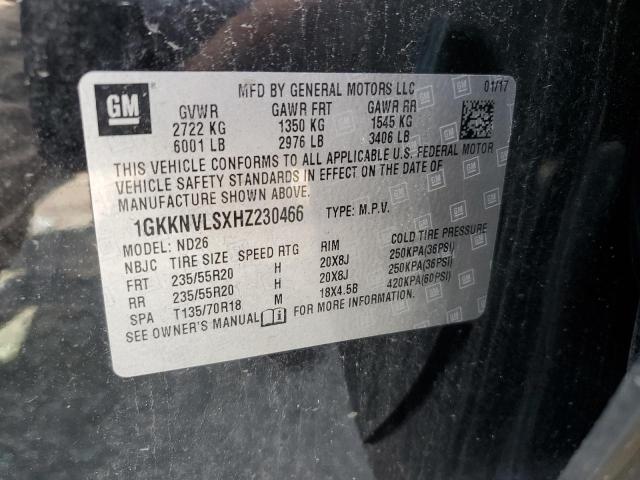 GM
MFD BY GENERAL MOTORS LLC 01/17
GVWR GAWR FRT GAWR RR
2722 KG 1350 KG 1545 KG
6001 LB 2976 LB 3406 LB
THIS VEHICLE CONFORMS TO ALL APPLICABLE U.S. FEDERAL MOTOR
VEHICLE SAFETY STANDARDS IN EFFECT ON THE DATE OF
MANUFACTURE SHOWN ABOVE.
1GKKNVLSXHZ230466 TYPE: M.P.V.
MODEL: ND26
NBJC TIRE SIZE SPEED RTG RIM COLD TIRE PRESSURE
FRT 235/55R20 H 20X8J 250KPA(36PSI)
RR 235/55R20 H 20X8J 250KPA(36PSI)
SPA T135/70R18 M 18X4.5B 420KPA(60PSI)
SEE OWNER'S MANUAL FOR MORE INFORMATION.